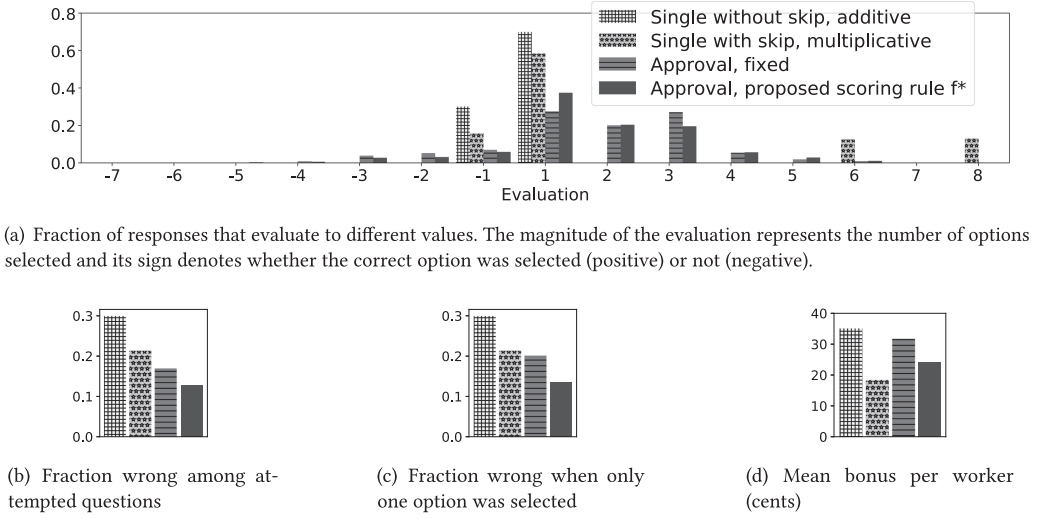 0.8
0.6
0.4
0.2
0.0
Single without skip, additive
Single with skip, multiplicative
Approval, fixed
Approval, proposed scoring rule f*
-7 -6 -5 -4 -3 -2 -1 1 2 3 4 5 6 7 8
Evaluation
(a) Fraction of responses that evaluate to different values. The magnitude of the evaluation represents the number of options
selected and its sign denotes whether the correct option was selected (positive) or not (negative).
0.3
0.2
0.1
0.0
(b) Fraction wrong among at-
tempted questions
0.3
0.2
0.1
0.0
(c) Fraction wrong when only
one option was selected
40
30
20
10
0
(d) Mean bonus per worker
(cents)